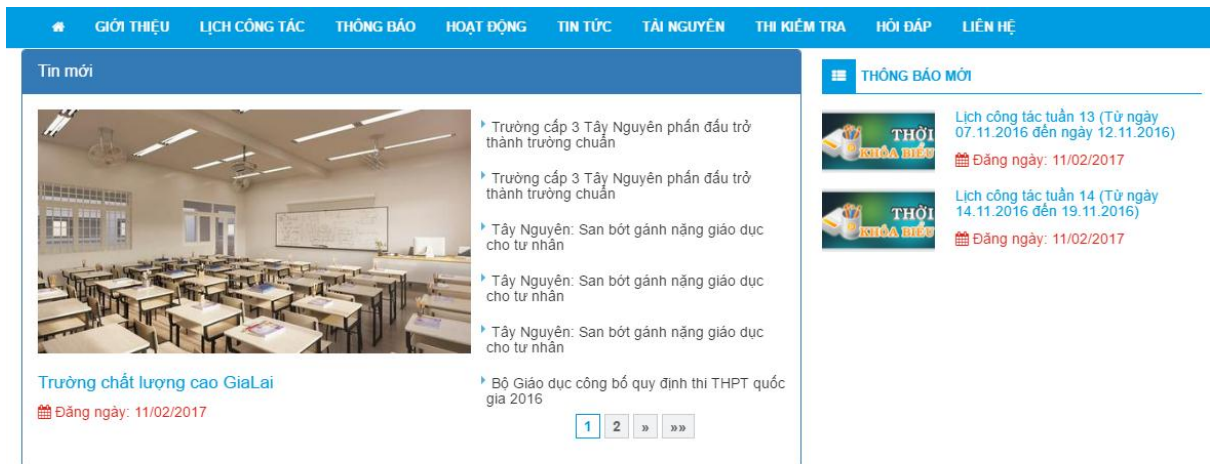 GIỚI THIỆU LỊCH CÔNG TÁC THÔNG BÁO HOẠT ĐỘNG TIN TỨC TÀI NGUYÊN THI KIỂM TRA HỎI ĐÁP LIÊN HỆ
Tin mới
Trường cấp 3 Tây Nguyên phấn đấu trở
thành trường chuẩn
Trường cấp 3 Tây Nguyên phấn đấu trở
thành trường chuẩn
Tây Nguyên: San bớt gánh nặng giáo dục
cho tư nhân
Tây Nguyên: San bớt gánh nặng giáo dục
cho tư nhân
Tây Nguyên: San bớt gánh nặng giáo dục
cho tư nhân
Bộ Giáo dục công bố quy định thi THPT quốc
gia 2016
1 2 » »»
Trường chất lượng cao GiaLai
Đăng ngày: 11/02/2017
THÔNG BÁO MỚI
THỜI
KHÓA BIỂU
Lịch công tác tuần 13 (Từ ngày
07.11.2016 đến ngày 12.11.2016)
Đăng ngày: 11/02/2017
THỜI
KHÓA BIỂU
Lịch công tác tuần 14 (Từ ngày
14.11.2016 đến 19.11.2016)
Đăng ngày: 11/02/2017